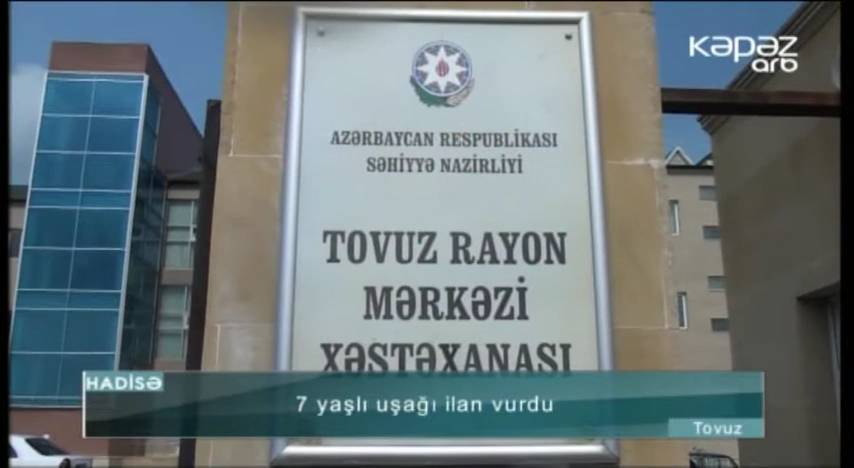 kəpəz
arb
AZƏRBAYCAN RESPUBLİKASI
SƏHİYYƏ NAZİRLİYİ
TOVUZ RAYON
MƏRKƏZİ
XƏSTƏXANASI
HADİSƏ
7 yaşlı uşağı ilan vurdu
Tovuz